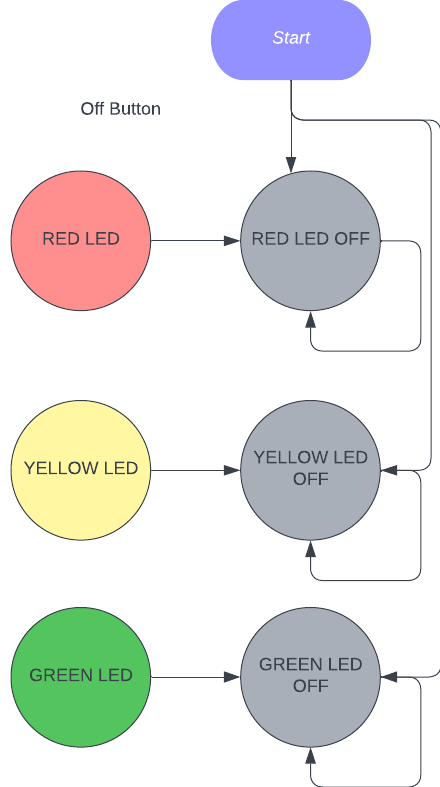 Start
Off Button
RED LED
RED LED OFF
YELLOW LED
YELLOW LED
OFF
GREEN LED
GREEN LED
OFF